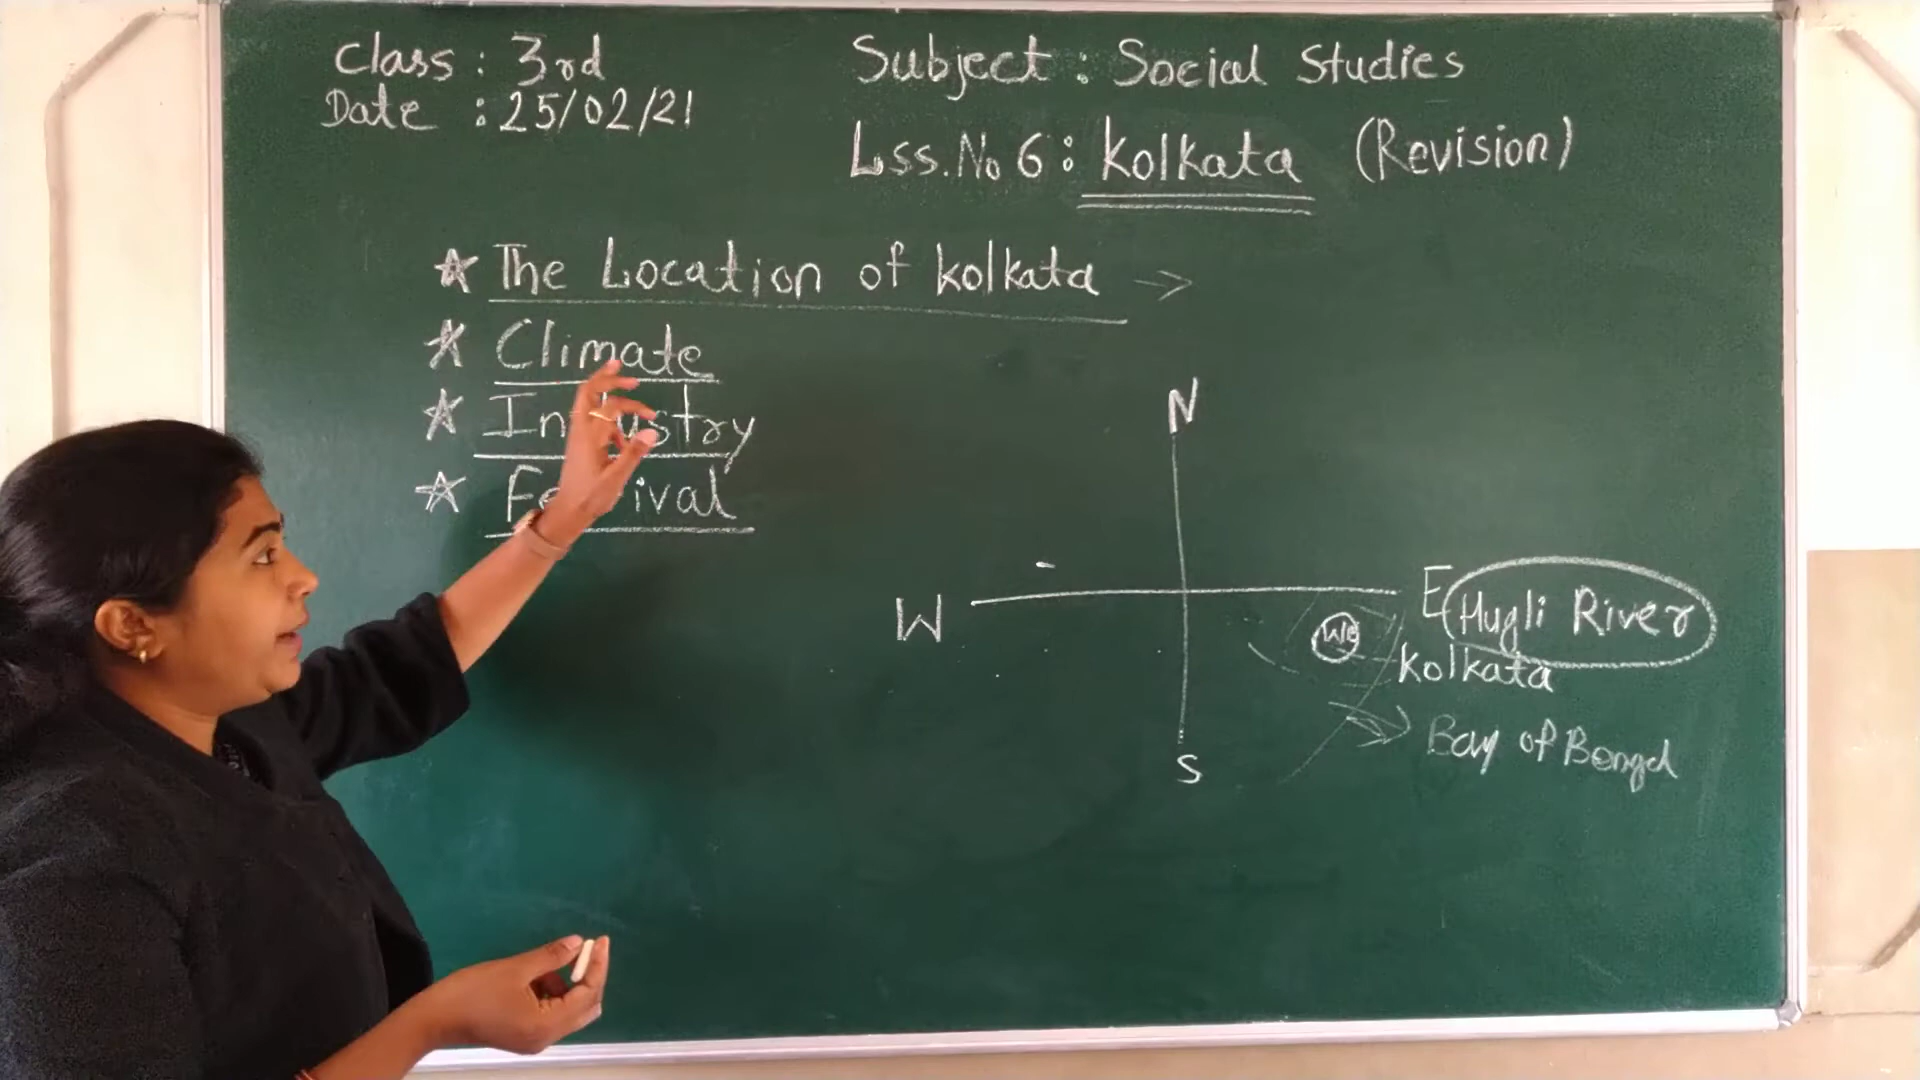 Class : 3rd
Date : 25/02/21
Subject : Social Studies
Lss.No 6 : Kolkata (Revision)
☆ The Location of Kolkata →
☆ Climate
☆ Industry
☆ Festival
N
W
E
Hugli River
Kolkata
Bay of Bengal
S